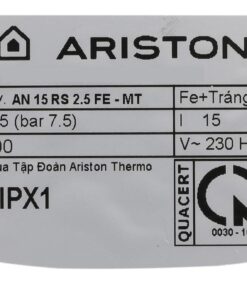 ARISTON
AN 15 RS 2.5 FE - MT
Fe+Tráng
5 (bar 7.5)
I 15
00
V~ 230 H
ua Tập Đoàn Ariston Thermo
IPX1
QUACERT
0030 - 1